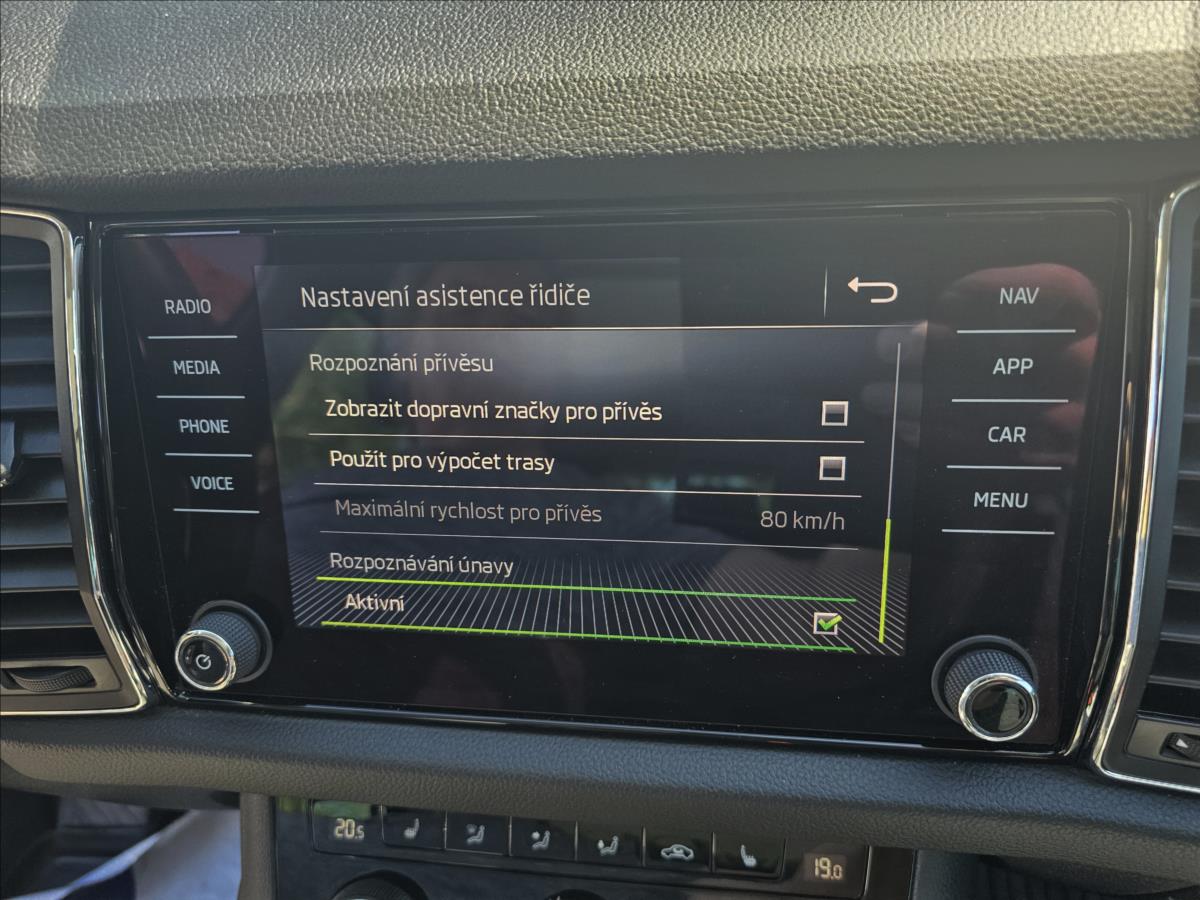 Nastavení asistence řidiče
RADIO
MEDIA
PHONE
VOICE
Rozpoznání přívěsu
Zobrazit dopravní značky pro přívěs
Použít pro výpočet trasy
Maximální rychlost pro přívěs 80 km/h
Rozpoznávání únavy
Aktivní
NAV
APP
CAR
MENU
20.5
19.0